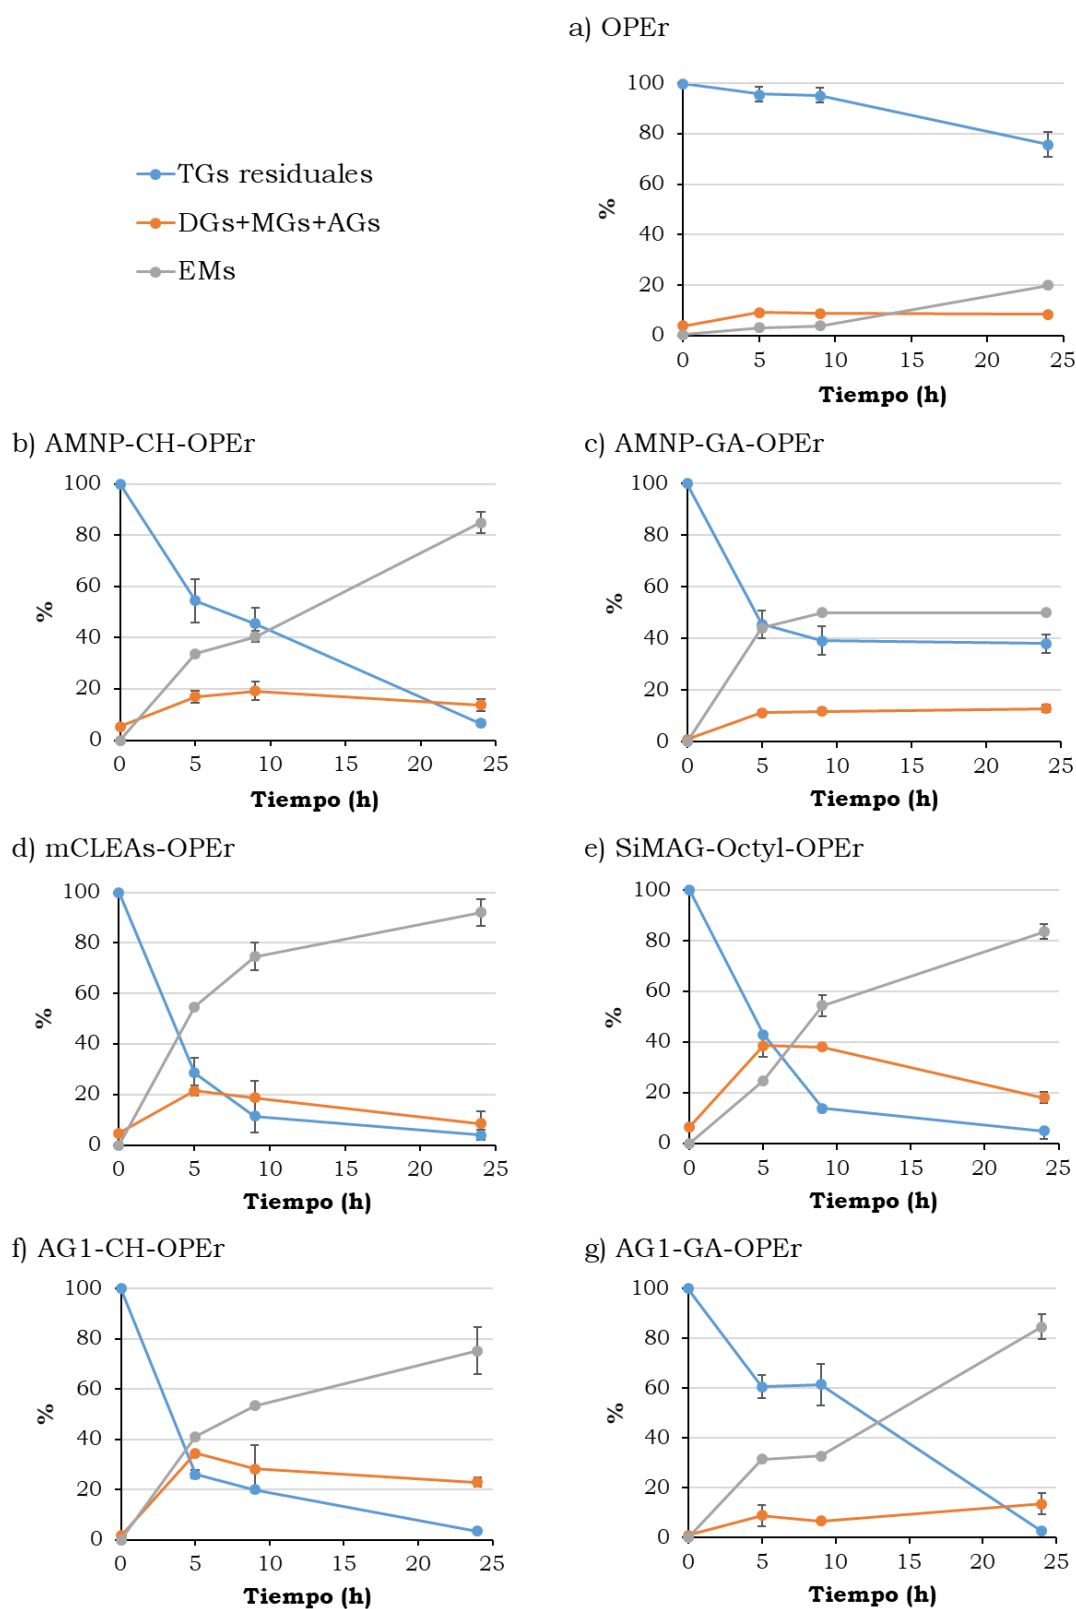 a) OPEr
TGs residuales
DGs+MGs+AGs
EMs
100
80
60
40
20
0
%
0 5 10 15 20 25
Tiempo (h)
b) AMNP-CH-OPEr
100
80
60
40
20
0
%
0 5 10 15 20 25
Tiempo (h)
c) AMNP-GA-OPEr
100
80
60
40
20
0
%
0 5 10 15 20 25
Tiempo (h)
d) mCLEAs-OPEr
100
80
60
40
20
0
%
0 5 10 15 20 25
Tiempo (h)
e) SiMAG-Octyl-OPEr
100
80
60
40
20
0
%
0 5 10 15 20 25
Tiempo (h)
f) AG1-CH-OPEr
100
80
60
40
20
0
%
0 5 10 15 20 25
Tiempo (h)
g) AG1-GA-OPEr
100
80
60
40
20
0
%
0 5 10 15 20 25
Tiempo (h)